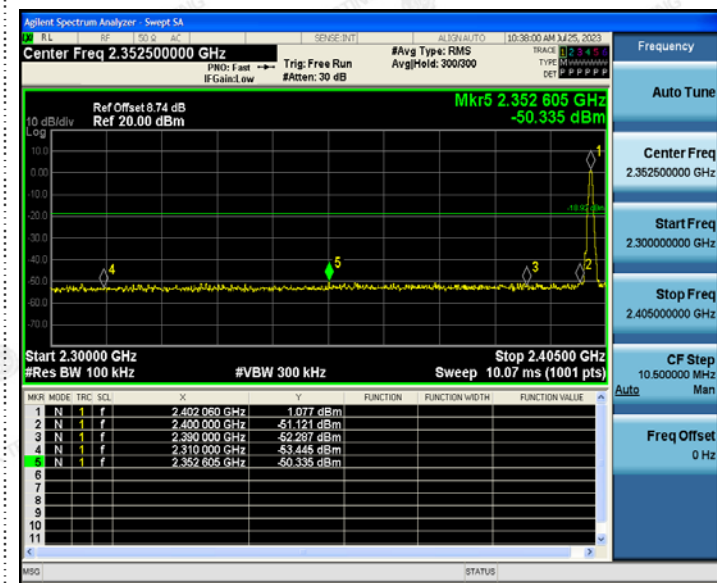 Agilent Spectrum Analyzer - Swept SA
RL RF 50 Ω AC SENSE:INT ALIGN AUTO 10:38:00 AM Jul 25, 2023
Center Freq 2.352500000 GHz
PNO: Fast Trig: Free Run #Avg Type: RMS TRACE 1 2 3 4 5 6
IFGain:Low #Atten: 30 dB Avg|Hold: 300/300 TYPE M
DET P P P P P P
Frequency
Mkr5 2.352 605 GHz
-50.335 dBm
Ref Offset 8.74 dB
10 dB/div Ref 20.00 dBm
Log
10.0
0.00
-10.0
-20.0
-30.0
-40.0
-50.0
-60.0
-70.0
1
-18.92 dBm
4
5
3
2
Start 2.30000 GHz Stop 2.40500 GHz
#Res BW 100 kHz #VBW 300 kHz Sweep 10.07 ms (1001 pts)
MKR MODE TRC SCL X Y FUNCTION FUNCTION WIDTH FUNCTION VALUE
1 N 1 f 2.402 060 GHz 1.077 dBm
2 N 1 f 2.400 000 GHz -51.121 dBm
3 N 1 f 2.390 000 GHz -52.287 dBm
4 N 1 f 2.310 000 GHz -53.445 dBm
5 N 1 f 2.352 605 GHz -50.335 dBm
6
7
8
9
10
11
MSG STATUS
Auto Tune
Center Freq
2.352500000 GHz
Start Freq
2.300000000 GHz
Stop Freq
2.405000000 GHz
CF Step
10.500000 MHz
Auto Man
Freq Offset
0 Hz